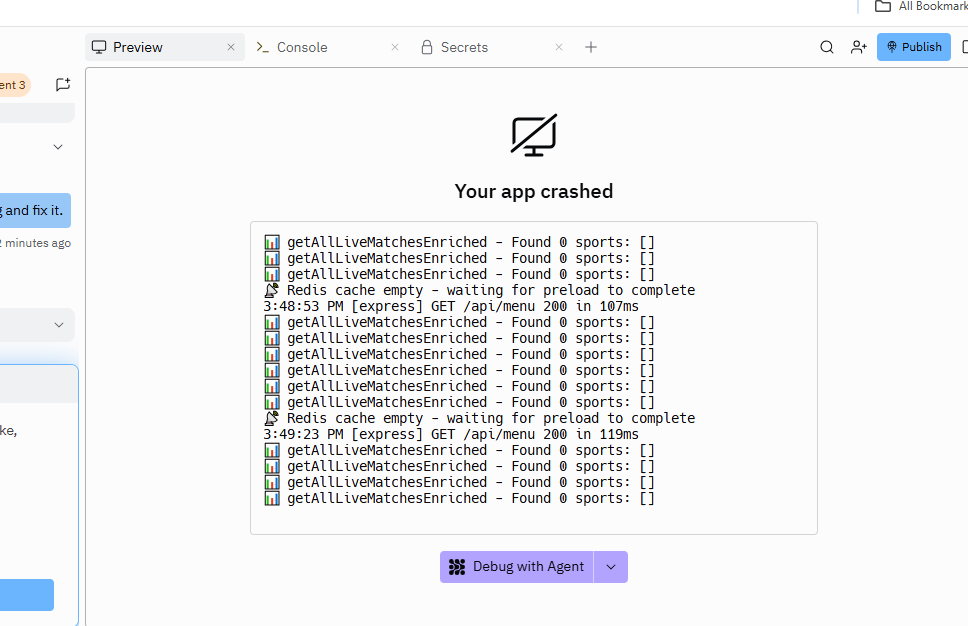 All Bookmark
Preview
Console
Secrets
Publish
ent 3
and fix it.
minutes ago
ke,
Your app crashed
📊 getAllLiveMatchesEnriched - Found 0 sports: []
📊 getAllLiveMatchesEnriched - Found 0 sports: []
📊 getAllLiveMatchesEnriched - Found 0 sports: []
📡 Redis cache empty - waiting for preload to complete
3:48:53 PM [express] GET /api/menu 200 in 107ms
📊 getAllLiveMatchesEnriched - Found 0 sports: []
📊 getAllLiveMatchesEnriched - Found 0 sports: []
📊 getAllLiveMatchesEnriched - Found 0 sports: []
📊 getAllLiveMatchesEnriched - Found 0 sports: []
📊 getAllLiveMatchesEnriched - Found 0 sports: []
📊 getAllLiveMatchesEnriched - Found 0 sports: []
📡 Redis cache empty - waiting for preload to complete
3:49:23 PM [express] GET /api/menu 200 in 119ms
📊 getAllLiveMatchesEnriched - Found 0 sports: []
📊 getAllLiveMatchesEnriched - Found 0 sports: []
📊 getAllLiveMatchesEnriched - Found 0 sports: []
📊 getAllLiveMatchesEnriched - Found 0 sports: []
Debug with Agent